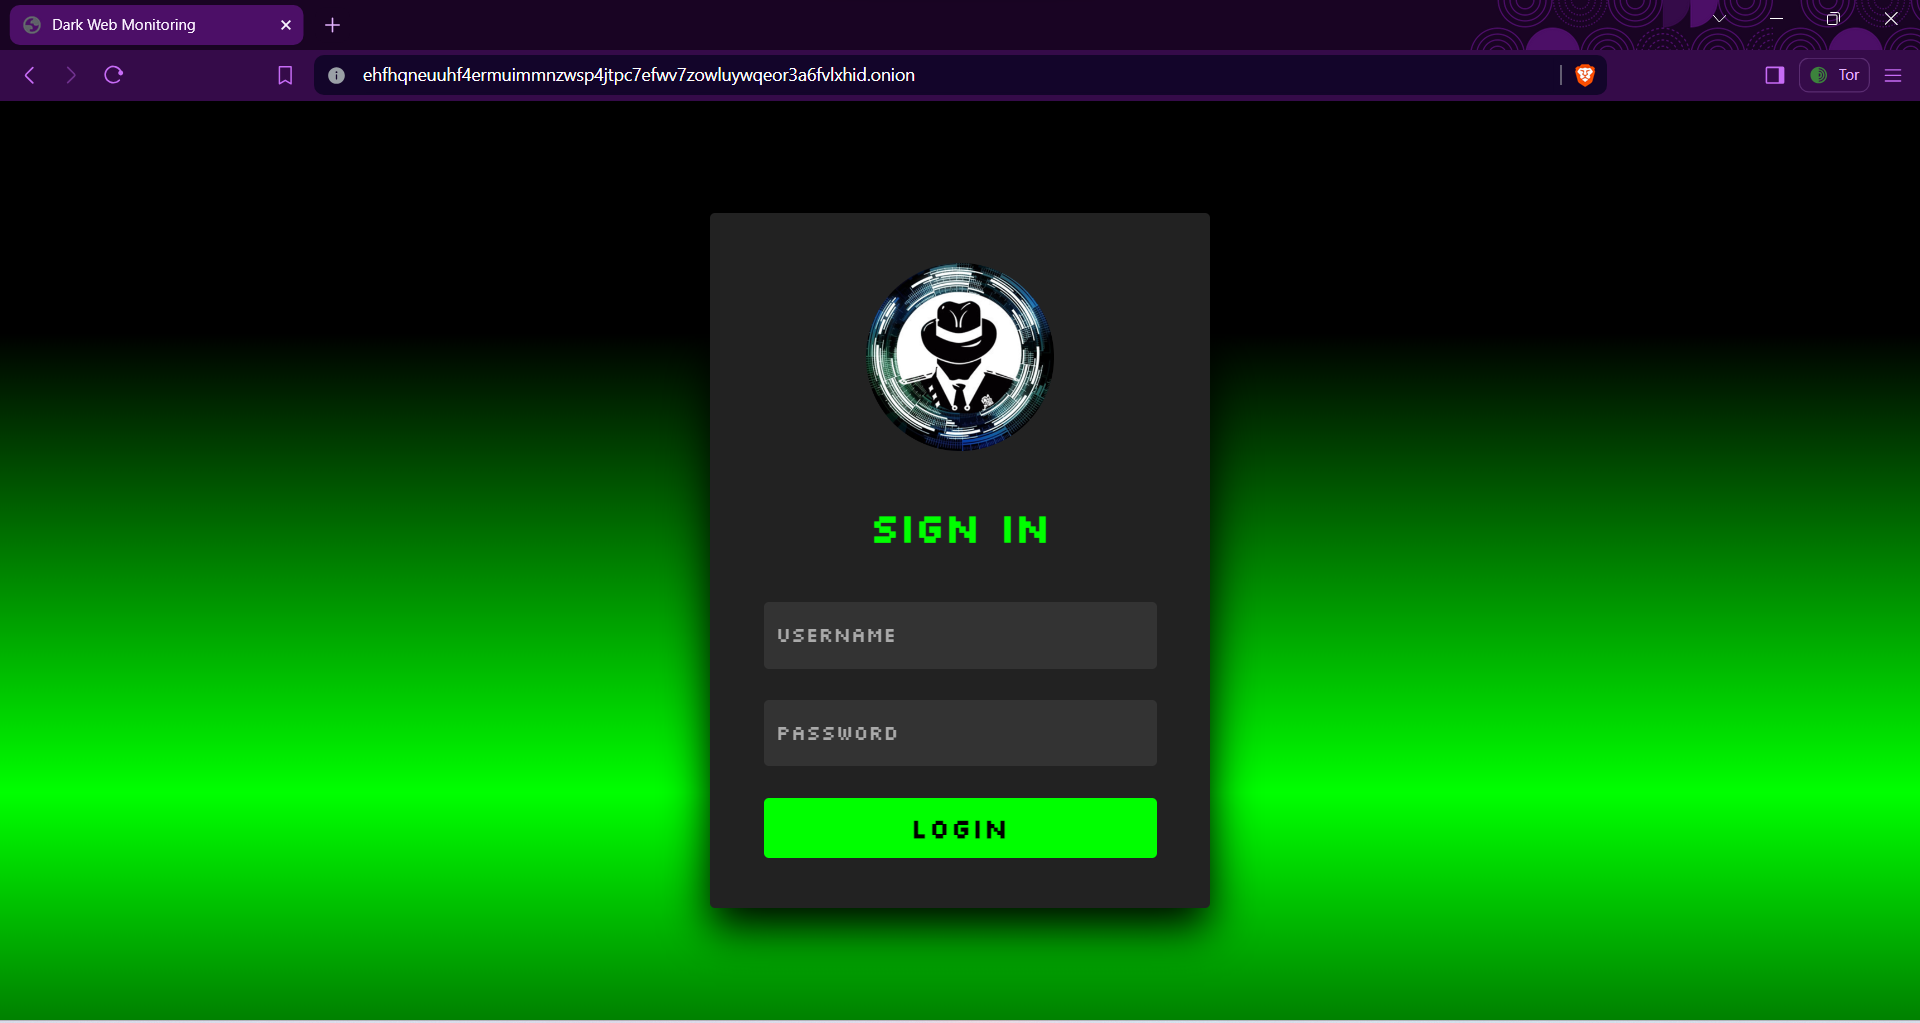 Dark Web Monitoring
ehfhqneuuhf4ermuimmnzwsp4jtpc7efwv7zowluywqeor3a6fvlxhid.onion
Tor
SIGN IN
USERNAME
PASSWORD
LOGIN